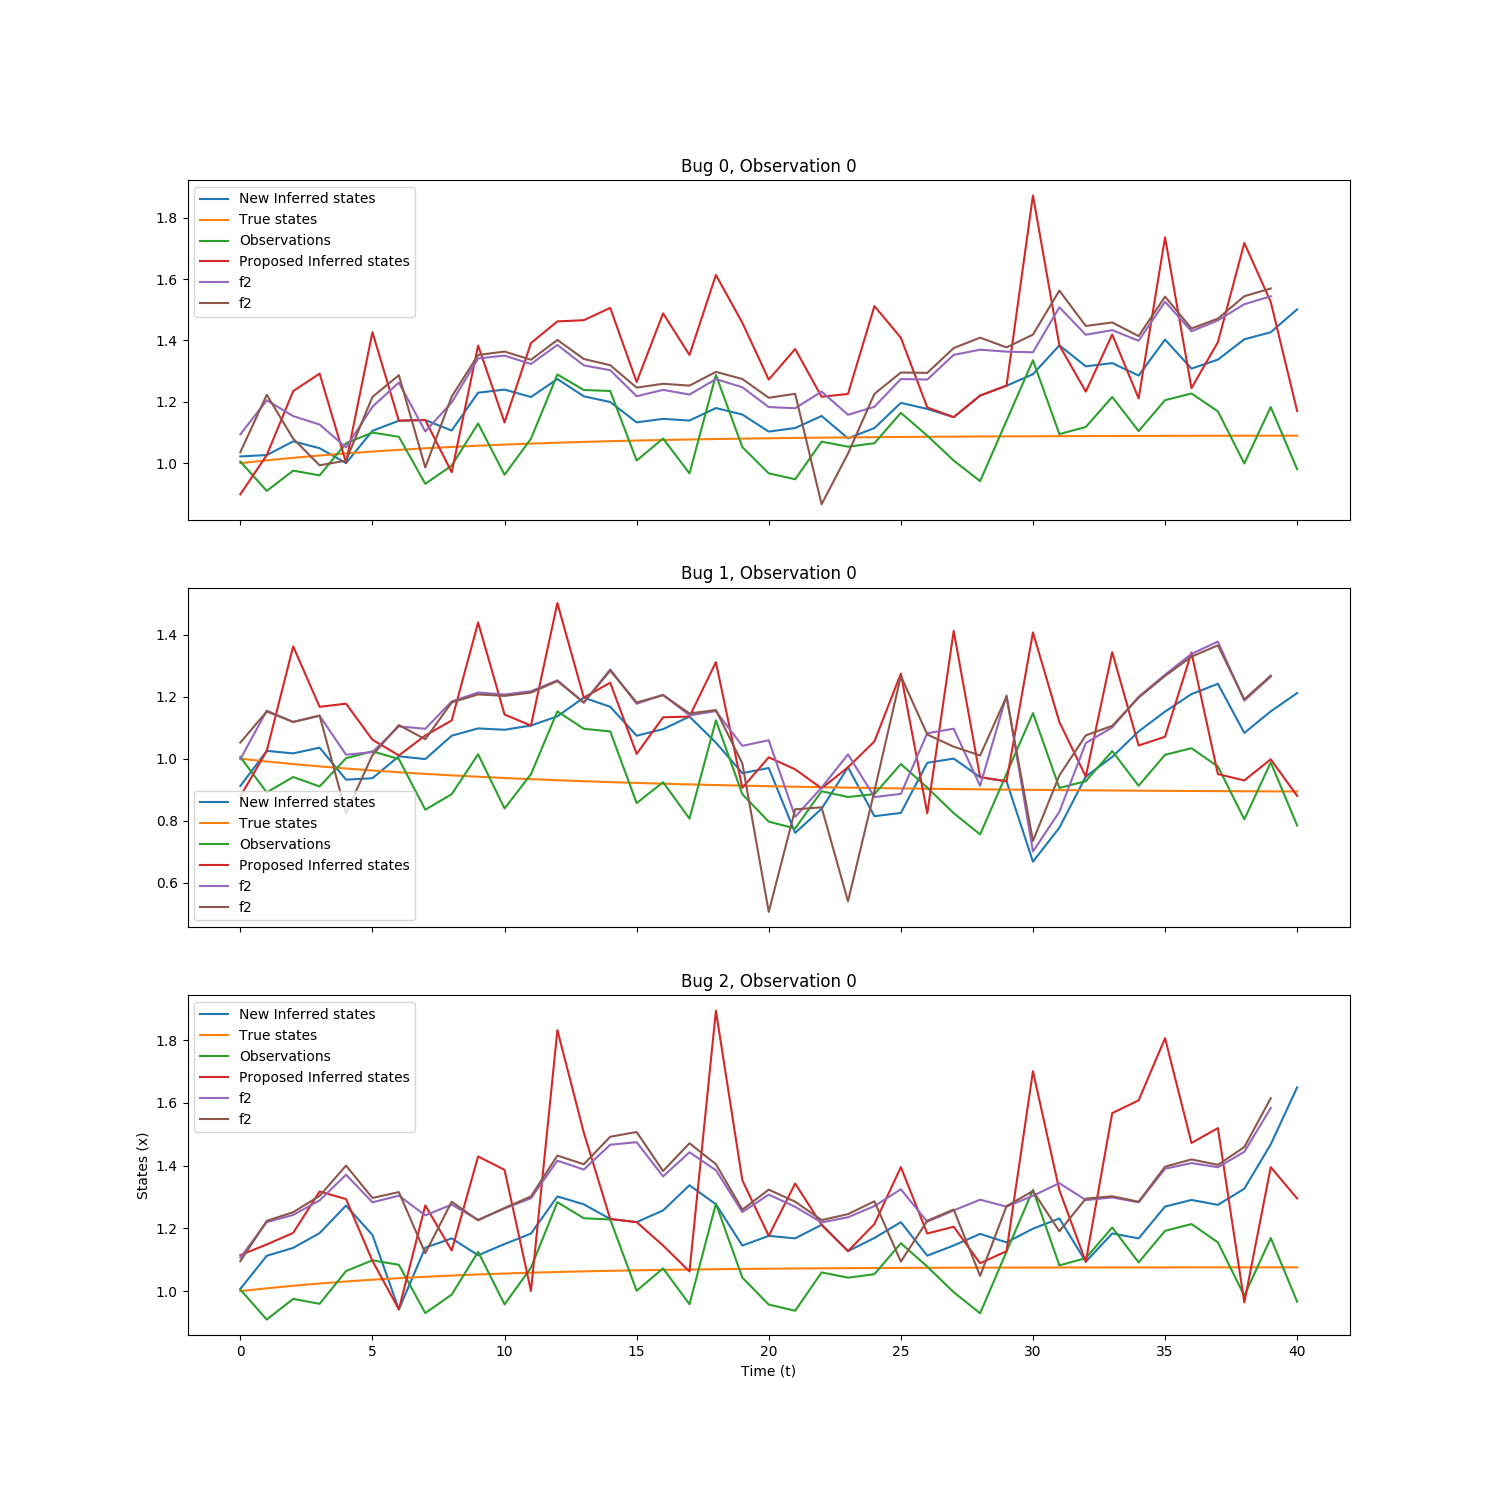 Bug 0, Observation 0
New Inferred states
True states
Observations
Proposed Inferred states
f2
f2
1.8
1.6
1.4
1.2
1.0
Bug 1, Observation 0
1.4
1.2
1.0
0.8
0.6
New Inferred states
True states
Observations
Proposed Inferred states
f2
f2
Bug 2, Observation 0
New Inferred states
True states
Observations
Proposed Inferred states
f2
f2
1.8
1.6
1.4
1.2
1.0
States (x)
0 5 10 15 20 25 30 35 40
Time (t)